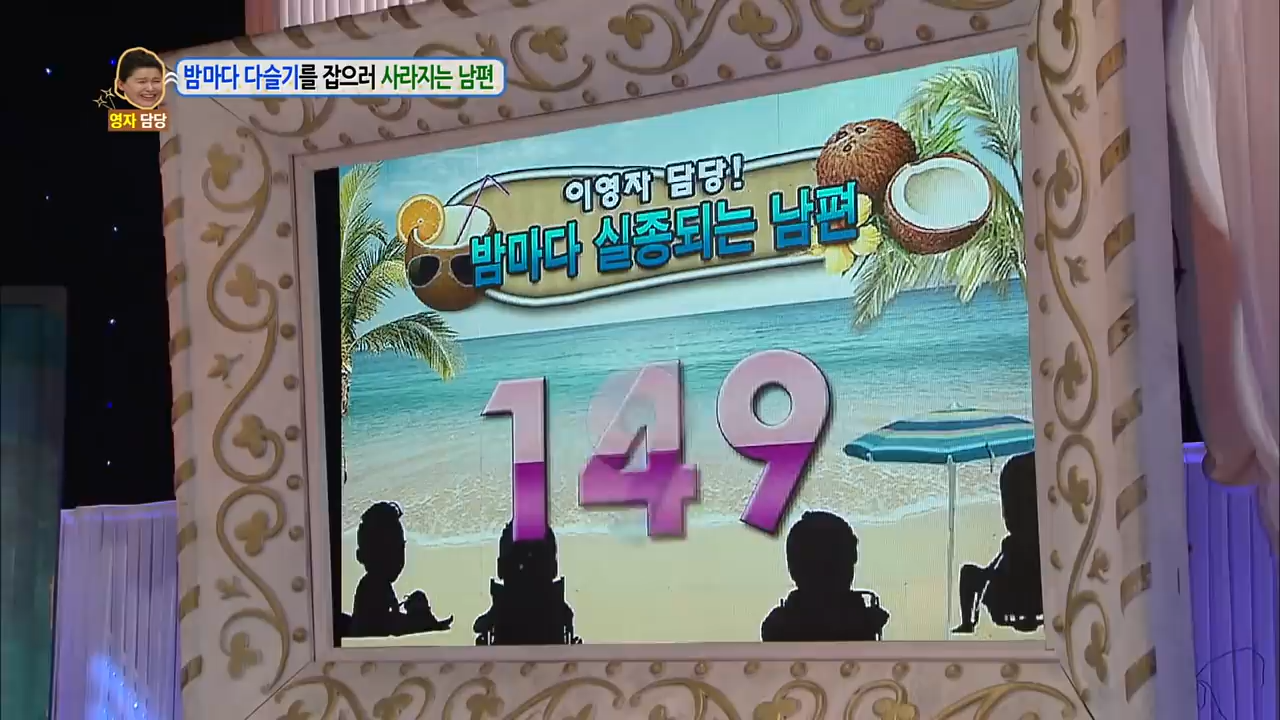 밤마다 다슬기를 잡으러 사라지는 남편
영자 담당
이영자 담당!
밤마다 실종되는 남편
149